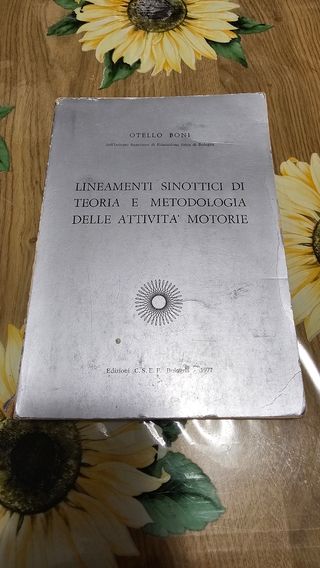 OTELLO BONI
dell'Istituto Superiore di Educazione fisica di Bologna
LINEAMENTI SINOTTICI DI
TEORIA E METODOLOGIA
DELLE ATTIVITA' MOTORIE
Edizioni C.S.E.F. Bologna - 1977